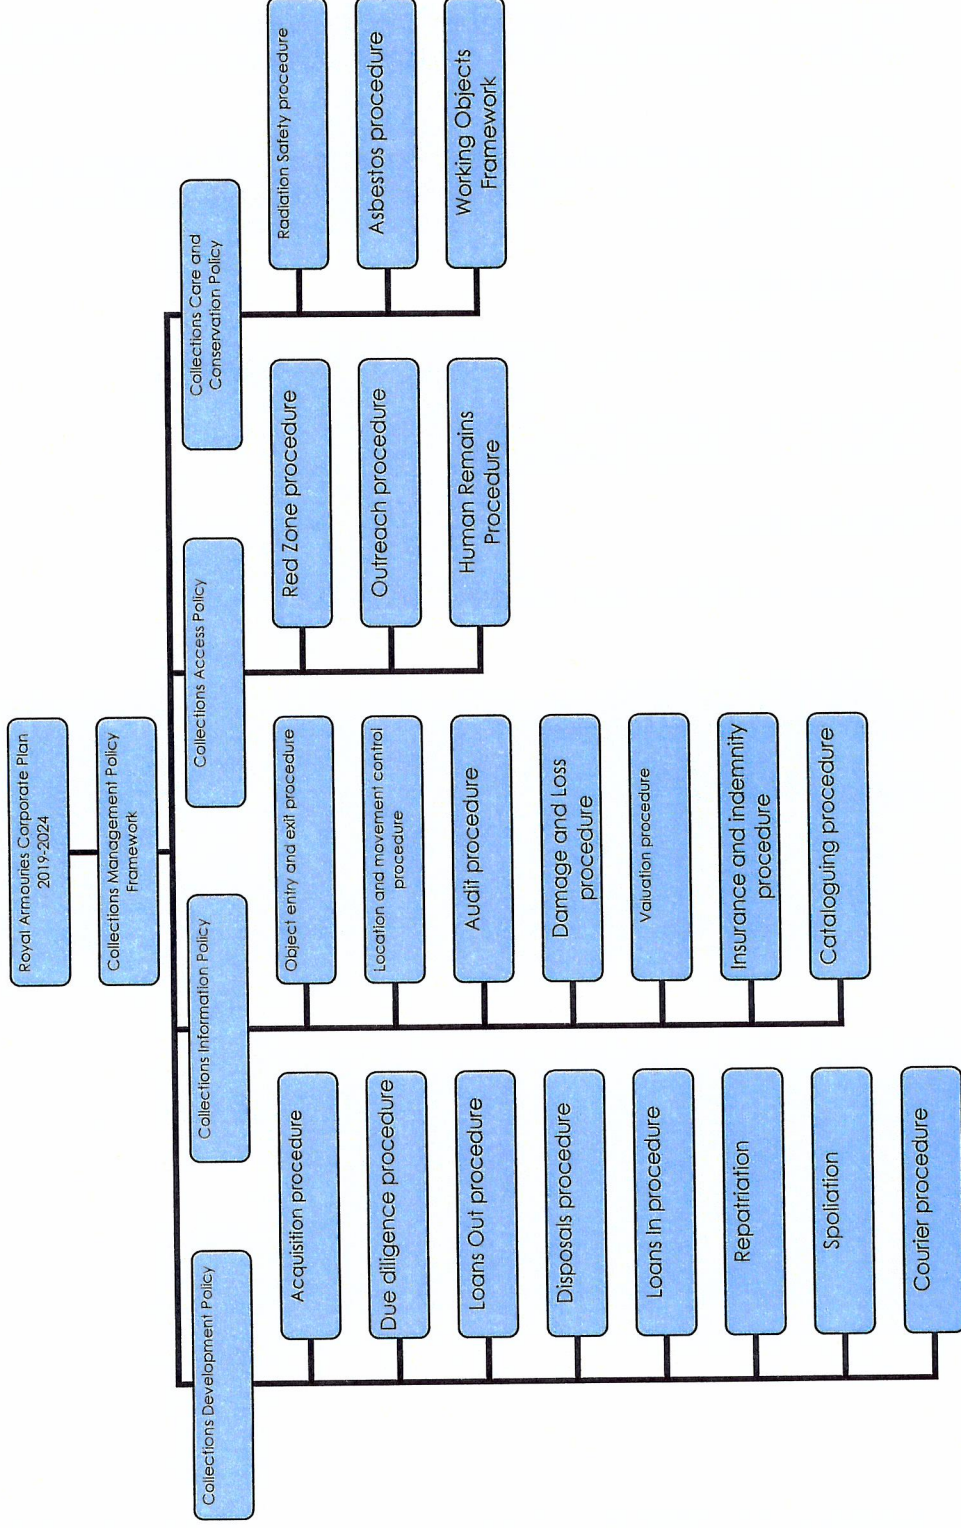 Royal Armouries Corporate Plan
2019-2024
Collections Management Policy
Framework
Collections Development Policy
Acquisition procedure
Due diligence procedure
Loans Out procedure
Disposals procedure
Loans In procedure
Repatriation
Spoliation
Courier procedure
Collections Information Policy
Object entry and exit procedure
Location and movement control
procedure
Audit procedure
Damage and Loss
procedure
Valuation procedure
Insurance and indemnity
procedure
Cataloguing procedure
Collections Access Policy
Red Zone procedure
Outreach procedure
Human Remains
Procedure
Collections Care and
Conservation Policy
Radiation Safety procedure
Asbestos procedure
Working Objects
Framework